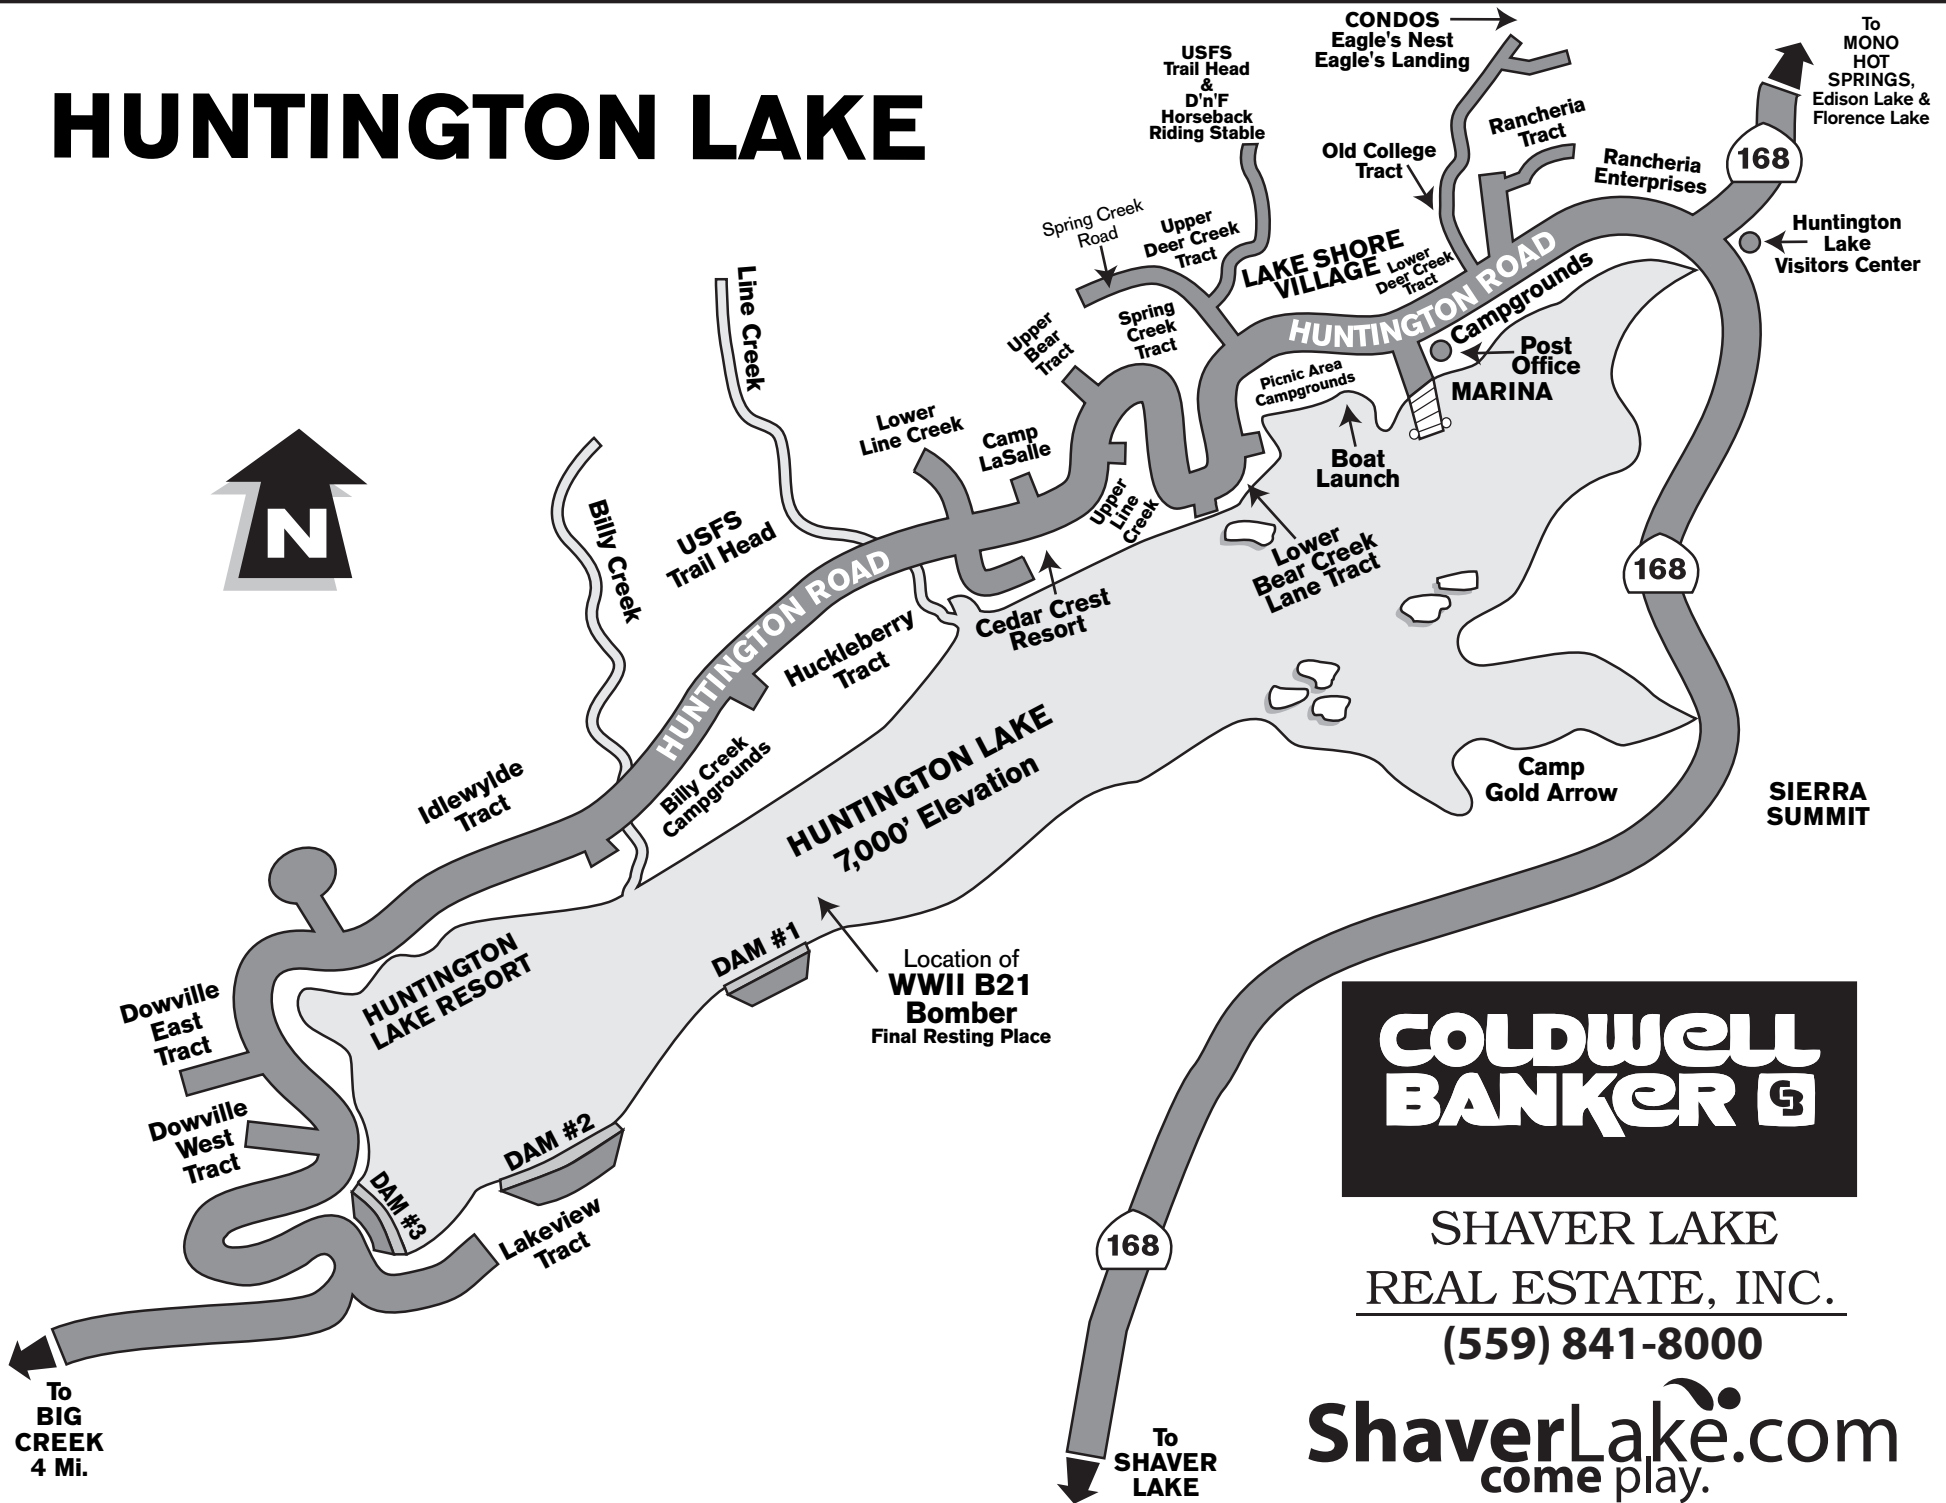 HUNTINGTON LAKE
CONDOS
Eagle's Nest
Eagle's Landing
To
MONO
HOT
SPRINGS,
Edison Lake &
Florence Lake
USFS
Trail Head
&
D'n'F
Horseback
Riding Stable
Rancheria
Tract
Old College
Tract
Rancheria
Enterprises
168
Huntington
Lake
Visitors Center
Spring Creek
Road
Upper
Deer Creek
Tract
LAKE SHORE
VILLAGE
Lower
Deer Creek
Tract
HUNTINGTON ROAD
Campgrounds
Post
Office
MARINA
Picnic Area
Campgrounds
Boat
Launch
Spring
Creek
Tract
Upper
Bear
Tract
Line Creek
Lower
Line Creek
Camp
LaSalle
Upper
Line
Creek
Lower
Bear Creek
Lane Tract
168
N
Billy Creek
USFS
Trail Head
HUNTINGTON ROAD
Cedar Crest
Resort
Huckleberry
Tract
Billy Creek
Campgrounds
Idlewylde
Tract
HUNTINGTON LAKE
7,000’ Elevation
Camp
Gold Arrow
SIERRA
SUMMIT
HUNTINGTON
LAKE RESORT
DAM #1
Location of
WWII B21
Bomber
Final Resting Place
Dowville
East
Tract
Dowville
West
Tract
DAM #2
DAM #3
Lakeview
Tract
168
To
BIG
CREEK
4 Mi.
To
SHAVER
LAKE
COLDWELL
BANKER CB
SHAVER LAKE
REAL ESTATE, INC.
(559) 841-8000
ShaverLake.com
come play.